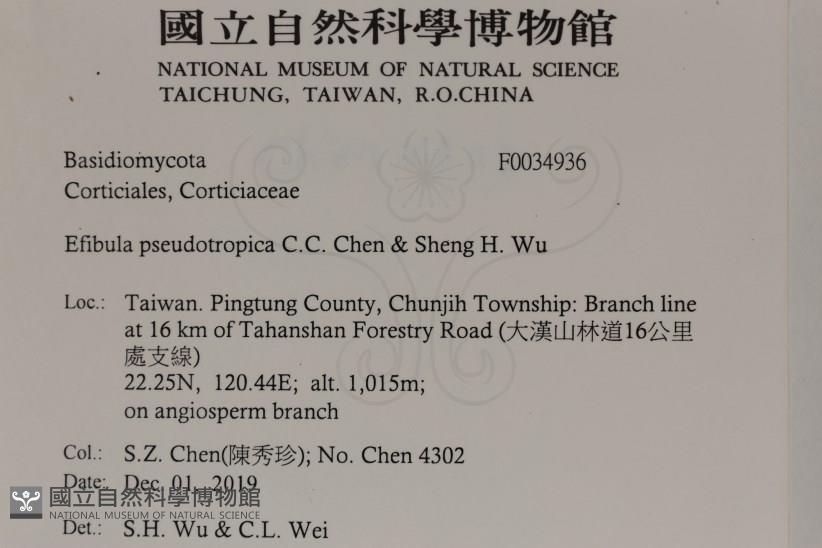 國立自然科學博物館
NATIONAL MUSEUM OF NATURAL SCIENCE
TAICHUNG, TAIWAN, R.O.CHINA
Basidiomycota F0034936
Corticiales, Corticiaceae
Efibula pseudotropica C.C. Chen & Sheng H. Wu
Loc.: Taiwan. Pingtung County, Chunjih Township: Branch line
at 16 km of Tahanshan Forestry Road (大漢山林道16公里
處支線)
22.25N, 120.44E; alt. 1,015m;
on angiosperm branch
Col.: S.Z. Chen(陳秀珍); No. Chen 4302
Date: Dec. 01, 2019
國立自然科學博物館
NATIONAL MUSEUM OF NATURAL SCIENCE
Det.: S.H. Wu & C.L. Wei